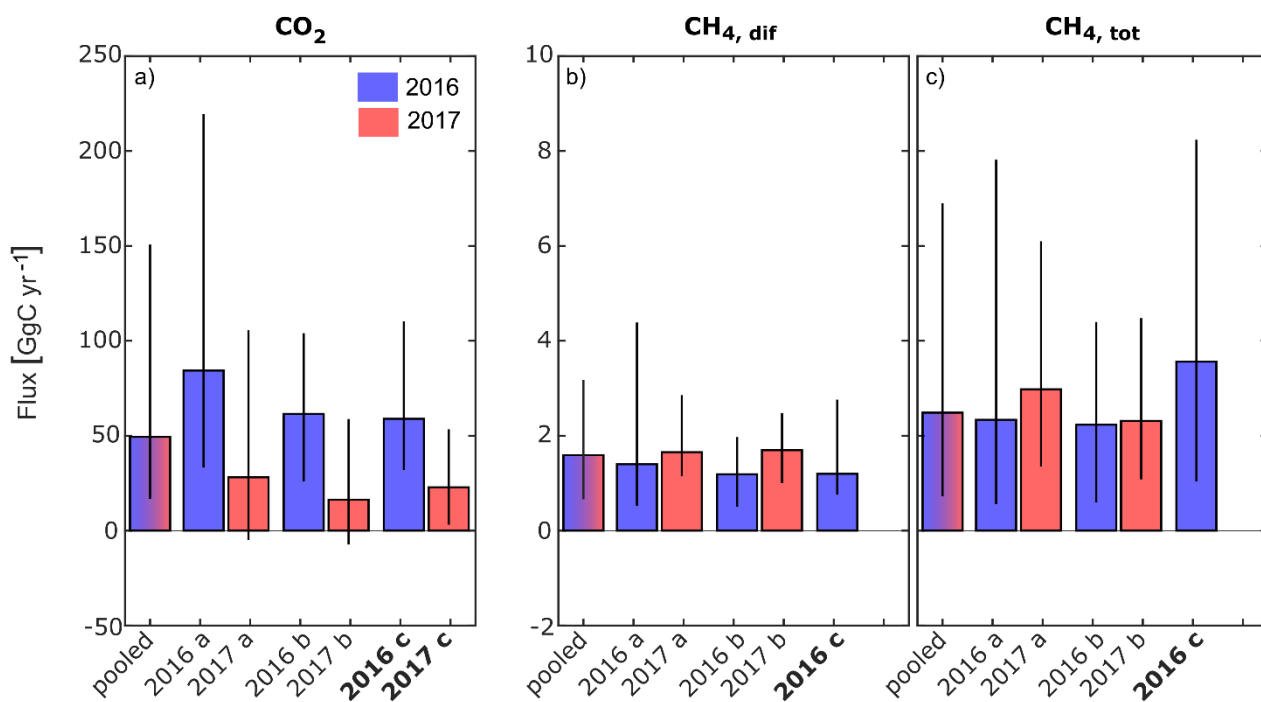 CO2
CH4, dif
CH4, tot
Flux [GgC yr-1]
250
200
150
100
50
0
-50
a)
2016
2017
pooled
2016 a
2017 a
2016 b
2017 b
2016 c
2017 c
10
8
6
4
2
0
-2
b)
pooled
2016 a
2017 a
2016 b
2017 b
2016 c
c)
pooled
2016 a
2017 a
2016 b
2017 b
2016 c